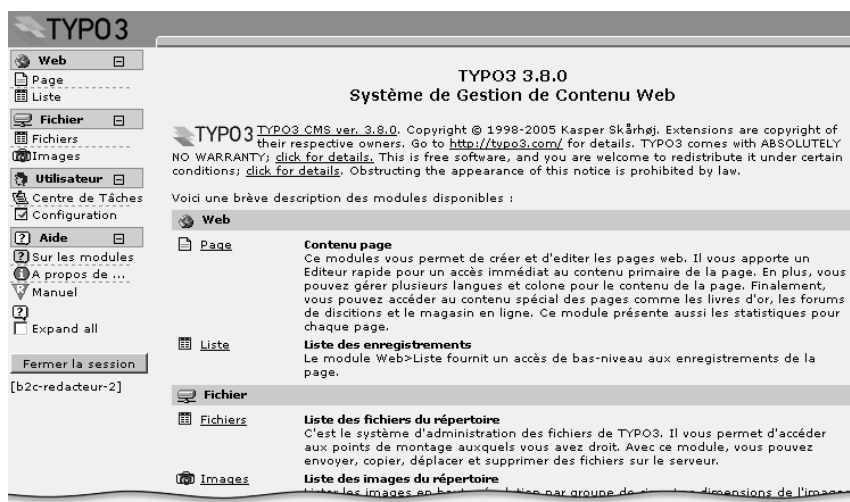 TYPO3
Web
Page
Liste
Fichier
Fichiers
Images
Utilisateur
Centre de Tâches
Configuration
Aide
Sur les modules
A propos de ...
Manuel
Expand all
Fermer la session
[b2c-redacteur-2]
TYPO3 3.8.0
Système de Gestion de Contenu Web
TYPO3 TYPO3 CMS ver. 3.8.0. Copyright © 1998-2005 Kasper Skårhøj. Extensions are copyright of
their respective owners. Go to http://typo3.com/ for details. TYPO3 comes with ABSOLUTELY
NO WARRANTY; click for details. This is free software, and you are welcome to redistribute it under certain
conditions; click for details. Obstructing the appearance of this notice is prohibited by law.
Voici une brève description des modules disponibles :
Web
Page Contenu page
Ce modules vous permet de créer et d'editer les pages web. Il vous apporte un
Editeur rapide pour un accès immédiat au contenu primaire de la page. En plus, vous
pouvez gérer plusieurs langues et colone pour le contenu de la page. Finalement,
vous pouvez accéder au contenu spécial des pages comme les livres d'or, les forums
de discitions et le magasin en ligne. Ce module présente aussi les statistiques pour
chaque page.
Liste Liste des enregistrements
Le module Web>Liste fournit un accès de bas-niveau aux enregistrements de la
page.
Fichier
Fichiers Liste des fichiers du répertoire
C'est le système d'administration des fichiers de TYPO3. Il vous permet d'accéder
aux points de montage auxquels vous avez droit. Avec ce module, vous pouvez
envoyer, copier, déplacer et supprimer des fichiers sur le serveur.
Images Liste des images du répertoire
les images en par groupe de dimensions de l'image